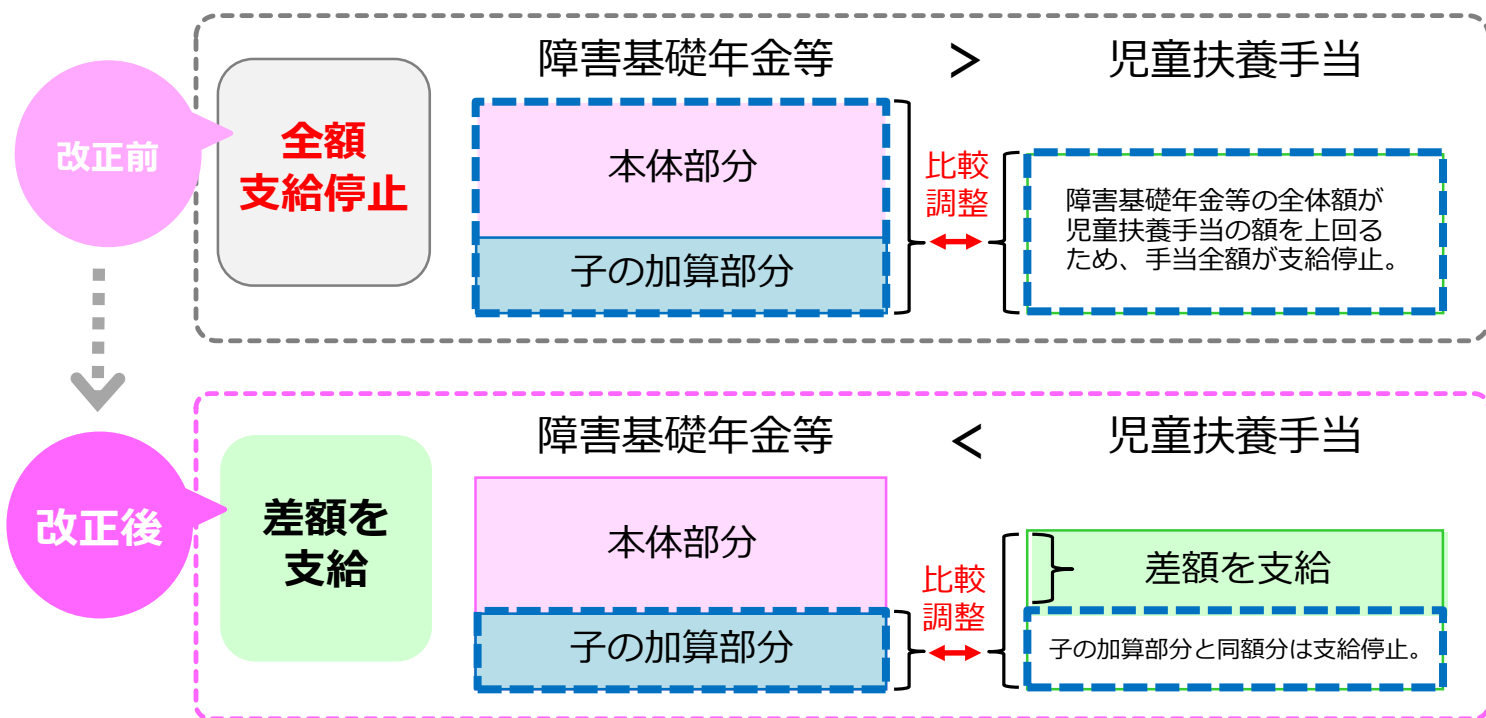 障害基礎年金等 > 児童扶養手当
改正前
全額
支給停止
本体部分
子の加算部分
比較
調整
障害基礎年金等の全体額が
児童扶養手当の額を上回る
ため、手当全額が支給停止。
障害基礎年金等 < 児童扶養手当
改正後
差額を
支給
本体部分
子の加算部分
比較
調整
差額を支給
子の加算部分と同額分は支給停止。